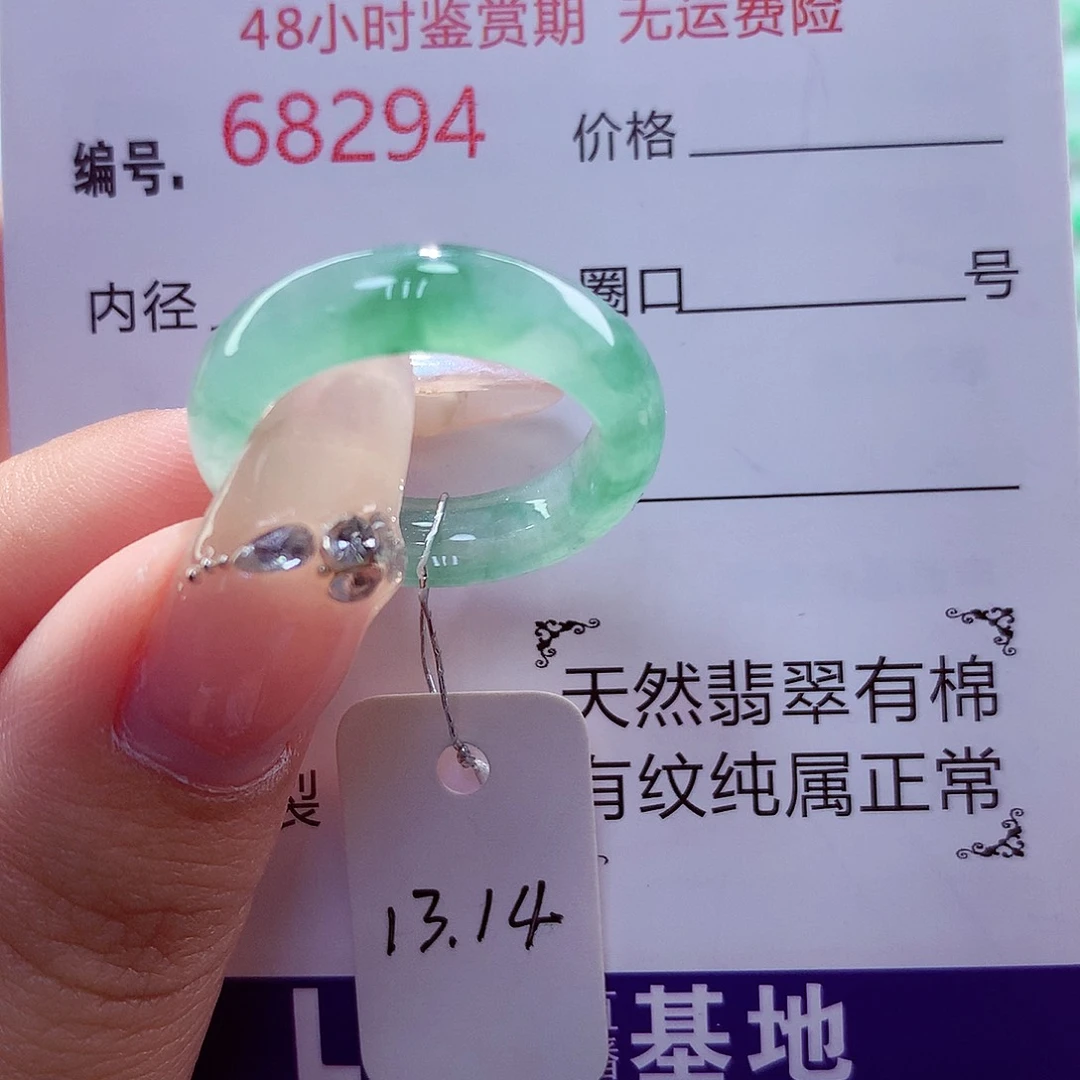 48小时鉴赏期 无运费险
编号. 68294 价格
内径 圈口 号
天然翡翠有棉
有纹纯属正常
裂
13.14
L 基地